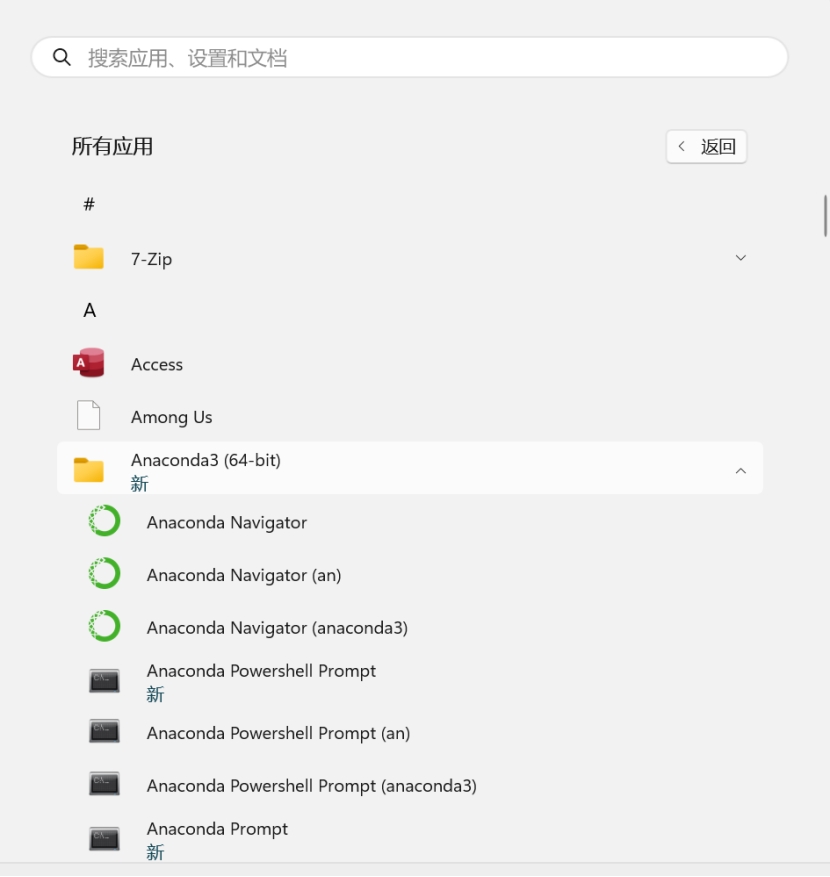 搜索应用、设置和文档
所有应用
返回
#
7-Zip
A
Access
Among Us
Anaconda3 (64-bit)
新
Anaconda Navigator
Anaconda Navigator (an)
Anaconda Navigator (anaconda3)
Anaconda Powershell Prompt
新
Anaconda Powershell Prompt (an)
Anaconda Powershell Prompt (anaconda3)
Anaconda Prompt
新